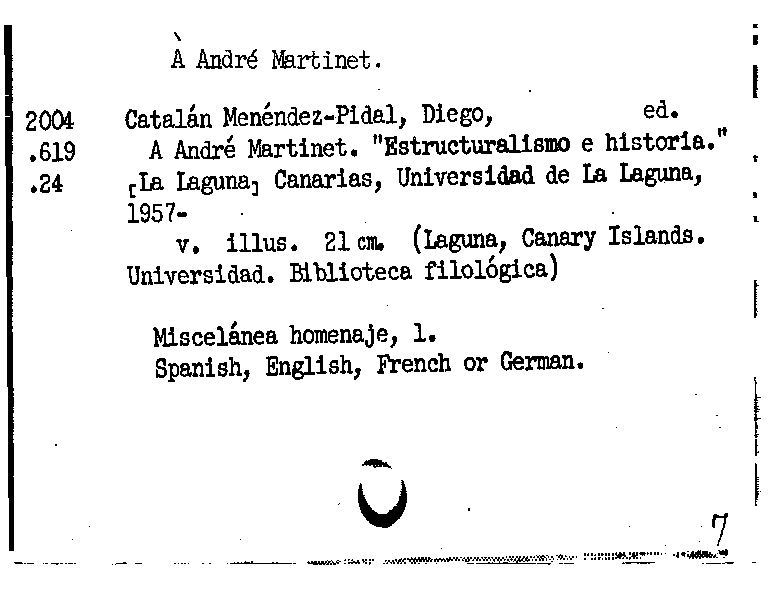 À André Martinet.
2004 Catalán Menéndez-Pidal, Diego, ed.
.619 A André Martinet. "Estructuralismo e historia."
.24 [La Laguna] Canarias, Universidad de La Laguna,
1957-
v. illus. 21 cm. (Laguna, Canary Islands.
Universidad. Biblioteca filológica)
Miscelánea homenaje, 1.
Spanish, English, French or German.
7